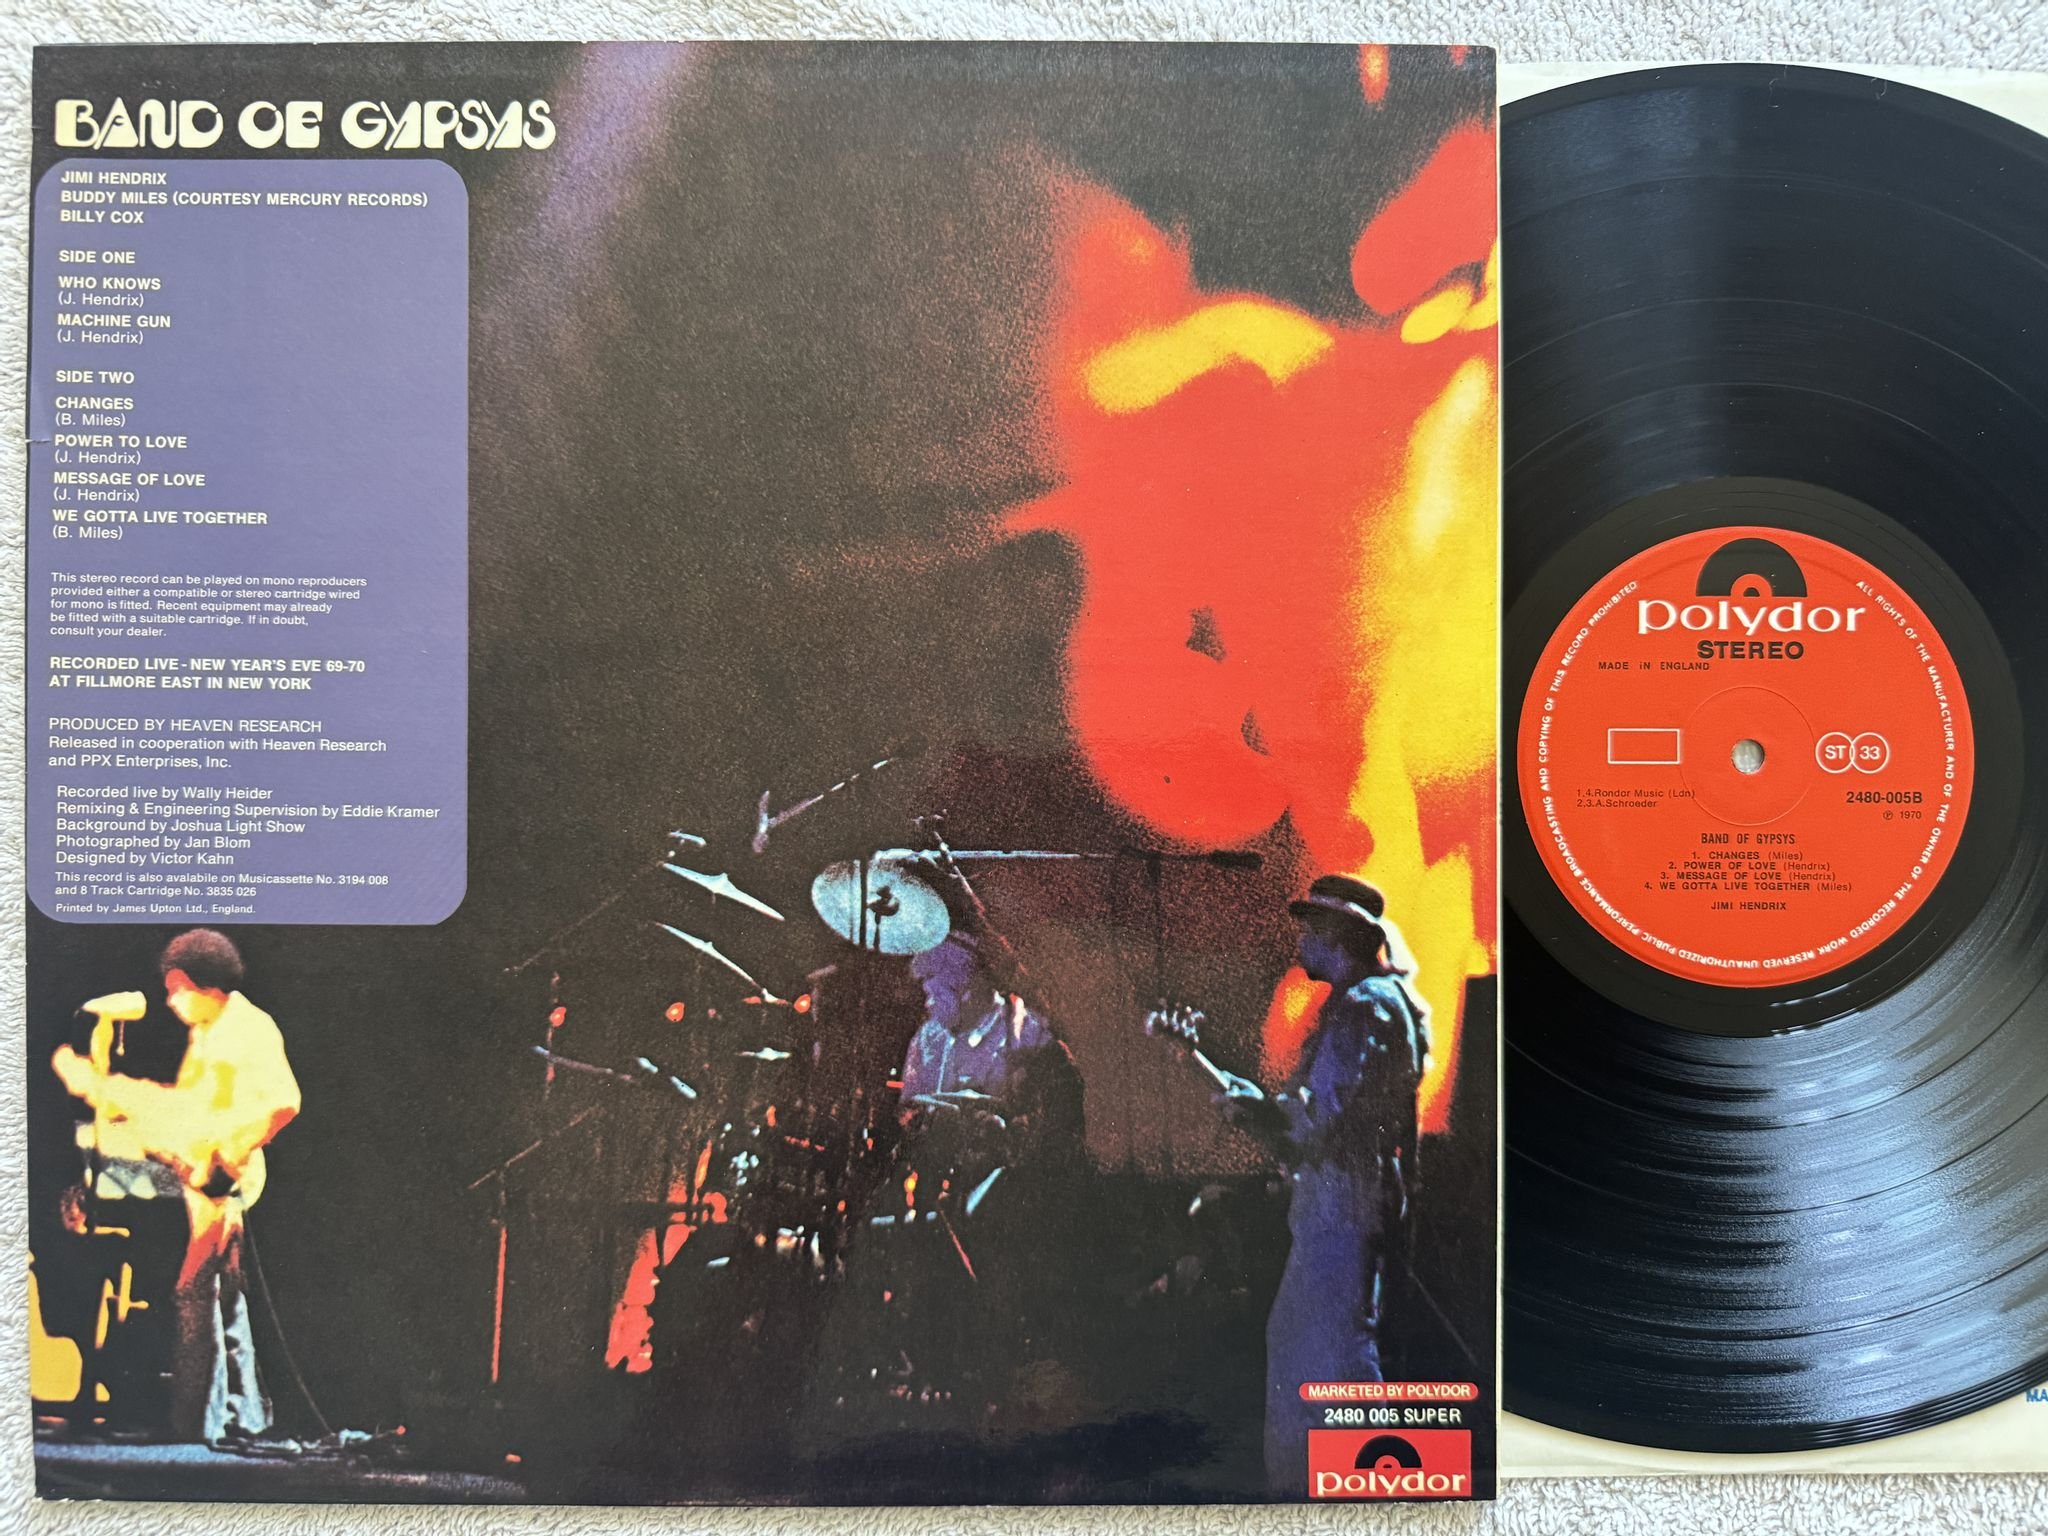 BAND OF GYPSYS
JIMI HENDRIX
BUDDY MILES (COURTESY MERCURY RECORDS)
BILLY COX
SIDE ONE
WHO KNOWS
(J. Hendrix)
MACHINE GUN
(J. Hendrix)
SIDE TWO
CHANGES
(B. Miles)
POWER TO LOVE
(J. Hendrix)
MESSAGE OF LOVE
(J. Hendrix)
WE GOTTA LIVE TOGETHER
(B. Miles)
This stereo record can be played on mono reproducers
provided either a compatible or stereo cartridge wired
for mono is fitted. Recent equipment may already
be fitted with a suitable cartridge. If in doubt,
consult your dealer.
RECORDED LIVE - NEW YEAR'S EVE 69-70
AT FILLMORE EAST IN NEW YORK
PRODUCED BY HEAVEN RESEARCH
Released in cooperation with Heaven Research
and PPX Enterprises, Inc.
Recorded live by Wally Heider
Remixing & Engineering Supervision by Eddie Kramer
Background by Joshua Light Show
Photographed by Jan Blom
Designed by Victor Kahn
This record is also available on Musicassette No. 3194 008
and 8 Track Cartridge No. 3835 026
Printed by James Upton Ltd., England.
MARKETED BY POLYDOR
2480 005 SUPER
polydor
polydor
STEREO
MADE iN ENGLAND
ST 33
1.4.Rondor Music (Ldn)
2,3.A.Schroeder
2480-005B
℗ 1970
BAND OF GYPSYS
1. CHANGES (Miles)
2. POWER OF LOVE (Hendrix)
3. MESSAGE OF LOVE (Hendrix)
4. WE GOTTA LIVE TOGETHER (Miles)
JIMI HENDRIX
ALL RIGHTS OF THE MANUFACTURER AND OF THE OWNER OF THE RECORDED WORK RESERVED UNAUTHORIZED PUBLIC PERFORMANCE BROADCASTING AND COPYING OF THIS RECORD PROHIBITED
MA